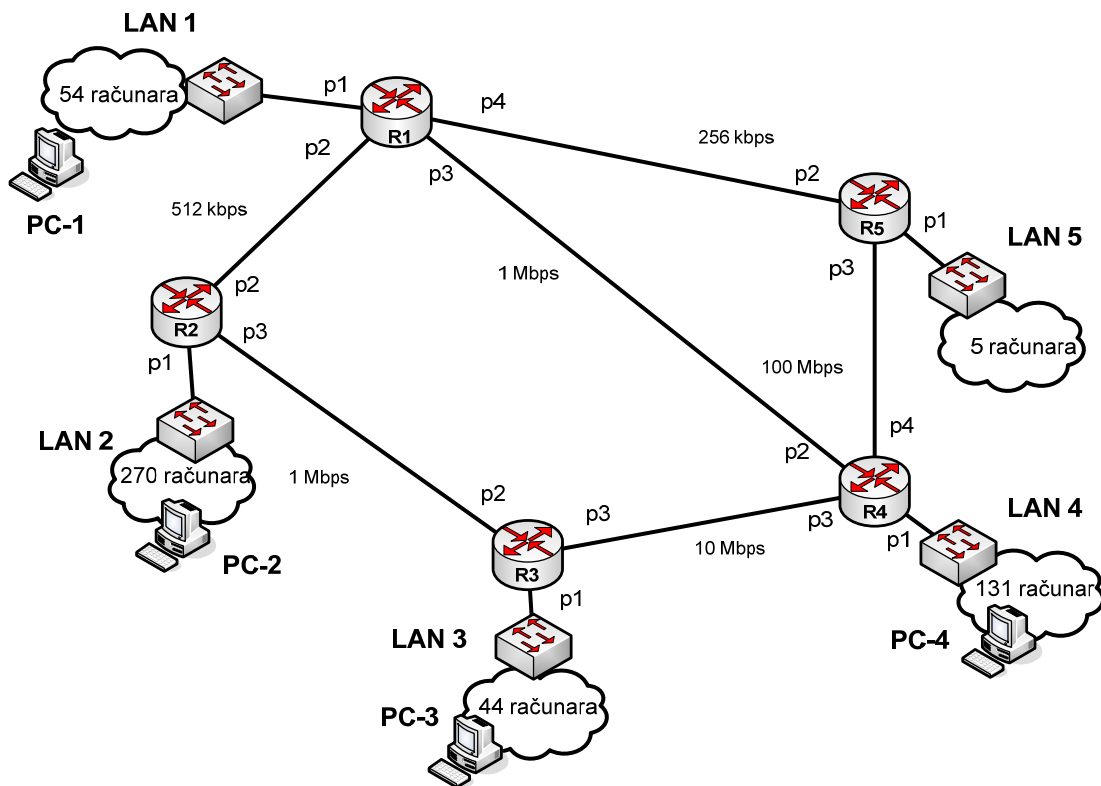 LAN 1
54 računara
PC-1
p1
R1
p2
p3
p4
512 kbps
256 kbps
1 Mbps
p2
R5
p1
p3
LAN 5
5 računara
100 Mbps
p2
R2
p3
p1
LAN 2
270 računara
PC-2
1 Mbps
p4
p2
R4
p3
p1
LAN 4
131 računar
PC-4
p2
p3
R3
p1
10 Mbps
LAN 3
PC-3
44 računara